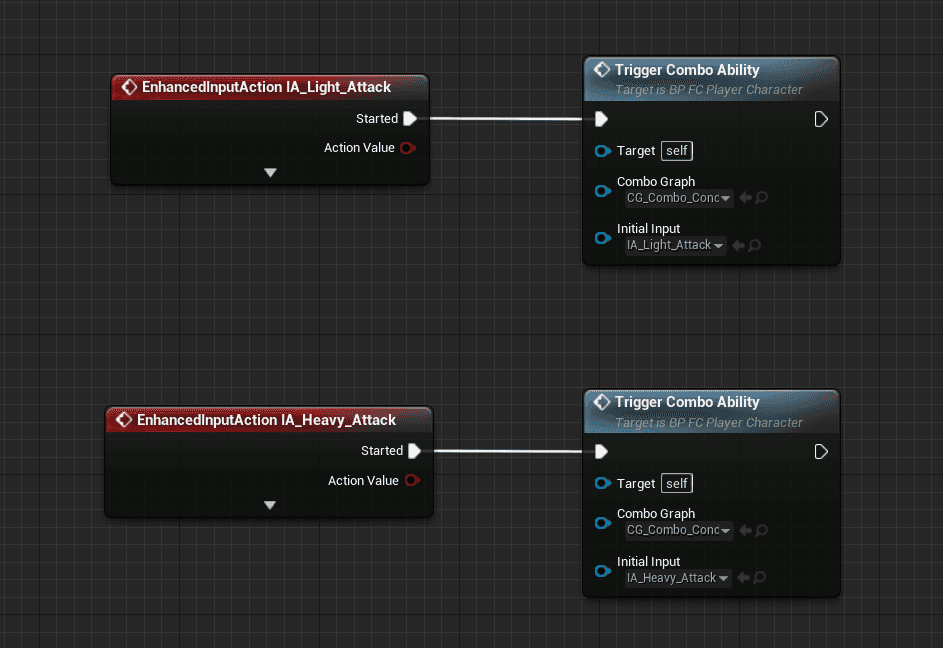 EnhancedInputAction IA_Light_Attack
Started
Action Value
Trigger Combo Ability
Target is BP FC Player Character
Target self
Combo Graph
CG_Combo_Conc
Initial Input
IA_Light_Attack
EnhancedInputAction IA_Heavy_Attack
Started
Action Value
Trigger Combo Ability
Target is BP FC Player Character
Target self
Combo Graph
CG_Combo_Conc
Initial Input
IA_Heavy_Attack